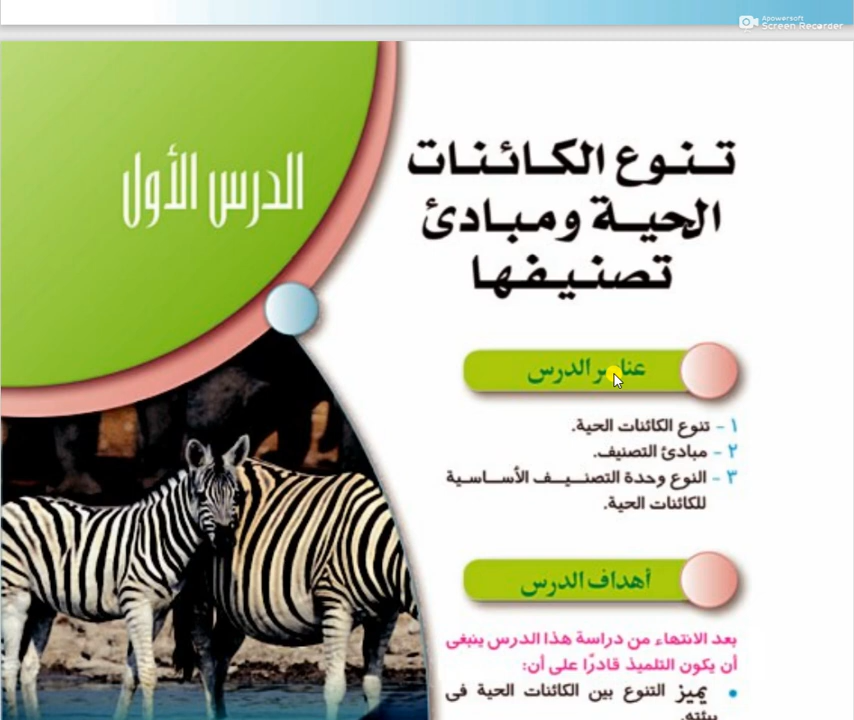 Apowersoft
Screen Recorder
الدرس الأول
تنوع الكائنات
الحية ومبادئ
تصنيفها
عناصر الدرس
١ - تنوع الكائنات الحية.
٢ - مبادئ التصنيف.
٣ - النوع وحدة التصنيف الأساسية
للكائنات الحية.
أهداف الدرس
بعد الانتهاء من دراسة هذا الدرس ينبغى
أن يكون التلميذ قادرًا على أن:
• يميز التنوع بين الكائنات الحية فى
بيئته.